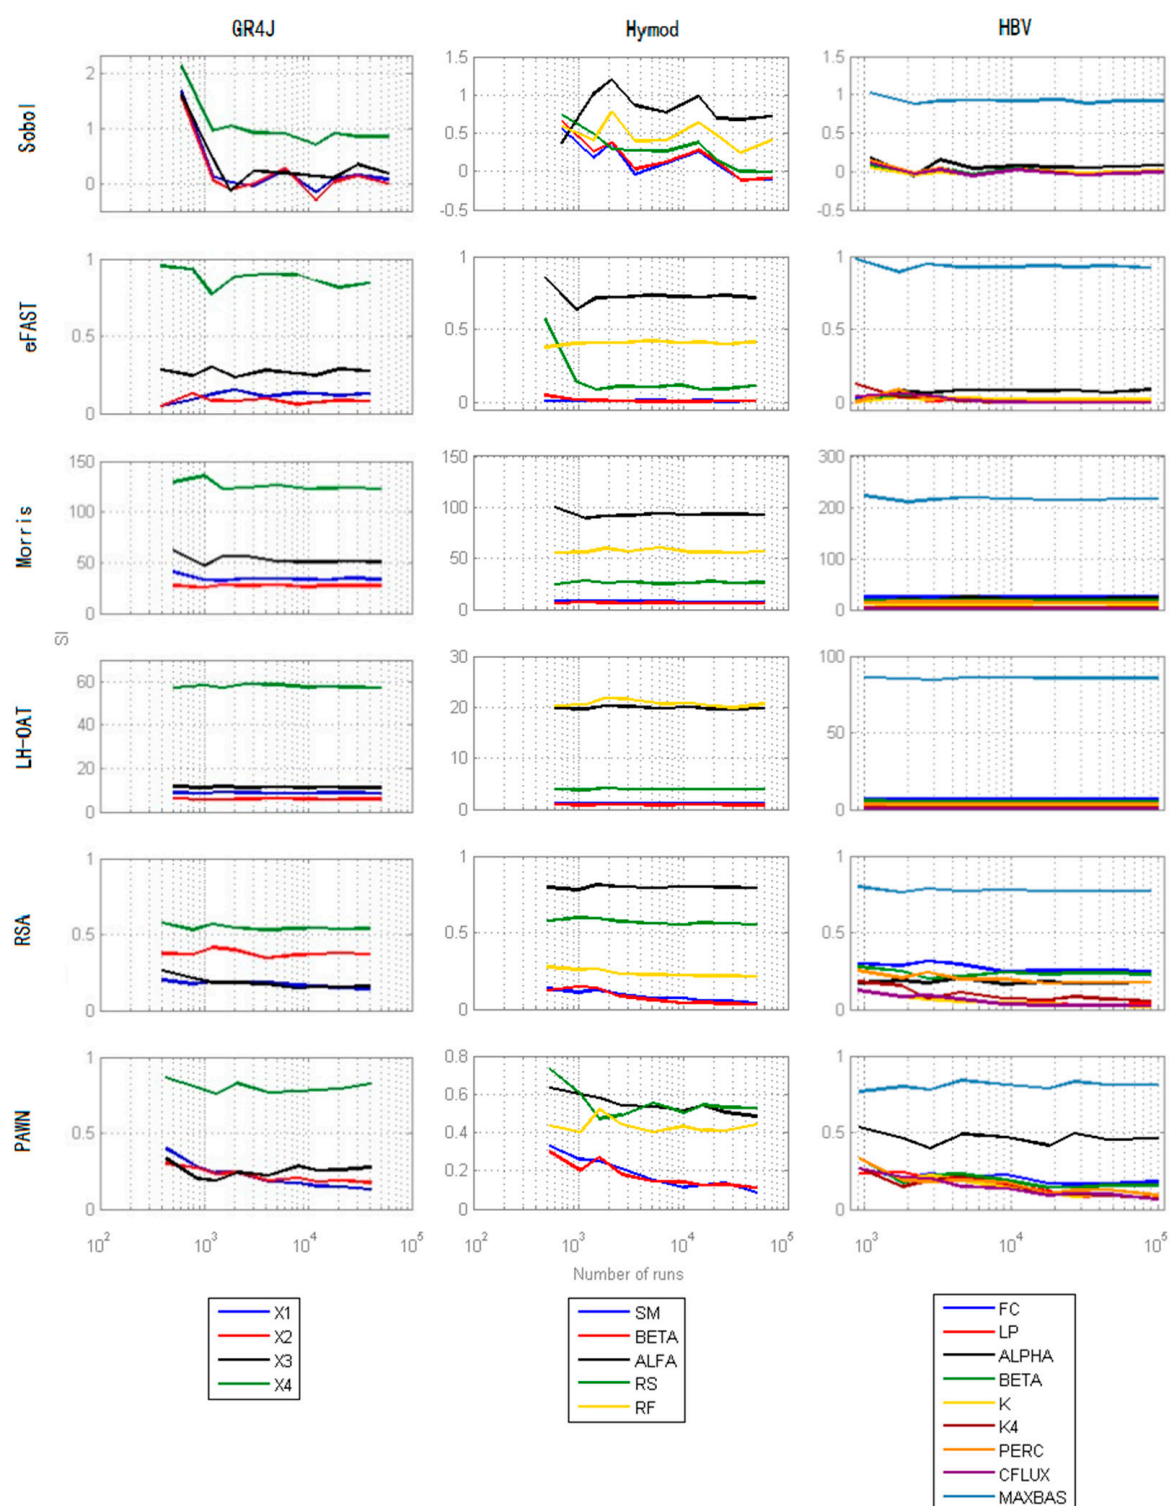 GR4J Hymod HBV
Sobol
2
1
0
1.5
1
0.5
0
-0.5
1.5
1
0.5
0
-0.5
eFAST
1
0.5
0
1
0.5
0
1
0.5
0
Morris
150
100
50
0
150
100
50
0
300
200
100
0
SI
LH-OAT
60
40
20
0
30
20
10
0
100
50
0
RSA
1
0.5
0
1
0.5
0
1
0.5
0
PAWN
1
0.5
0
0.8
0.6
0.4
0.2
0
1
0.5
0
10² 10³ 10⁴ 10⁵
10² 10³ 10⁴ 10⁵
10³ 10⁴ 10⁵
Number of runs
X1
X2
X3
X4
SM
BETA
ALFA
RS
RF
FC
LP
ALPHA
BETA
K
K4
PERC
CFLUX
MAXBAS